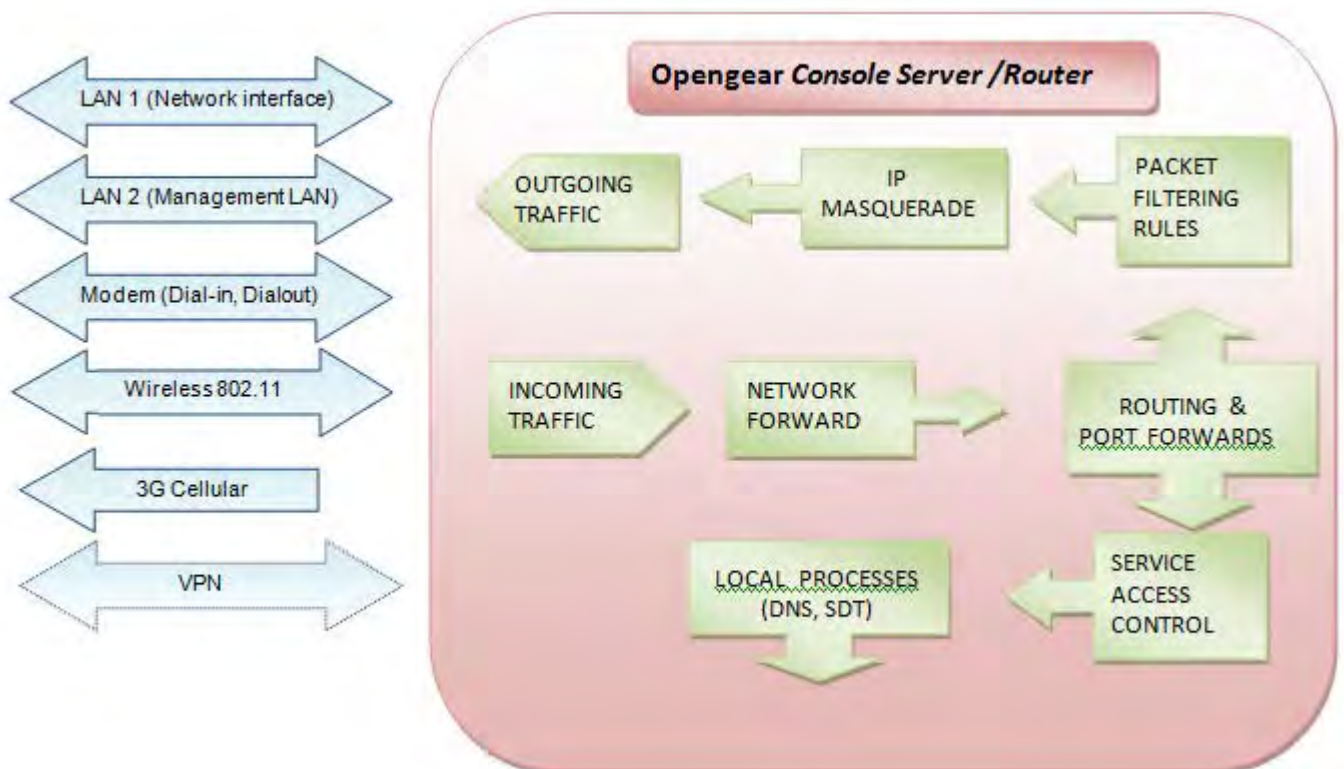 Opengear Console Server /Router
LAN 1 (Network interface)
LAN 2 (Management LAN)
Modem (Dial-in, Dialout)
Wireless 802.11
3G Cellular
VPN
OUTGOING
TRAFFIC
IP
MASQUERADE
PACKET
FILTERING
RULES
INCOMING
TRAFFIC
NETWORK
FORWARD
ROUTING &
PORT FORWARDS
LOCAL PROCESSES
(DNS, SDT)
SERVICE
ACCESS
CONTROL